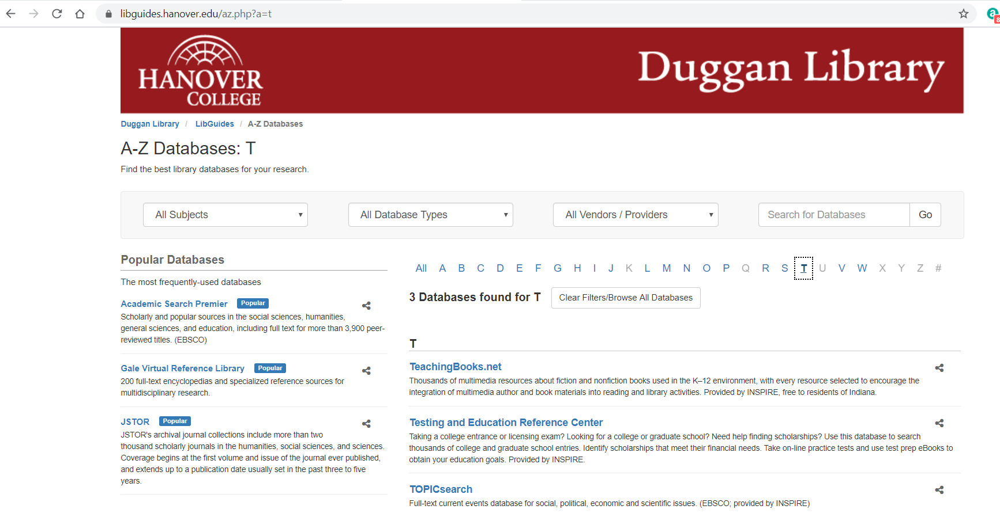 libguides.hanover.edu/az.php?a=t
a
8
HANOVER
COLLEGE
Duggan Library
Duggan Library / LibGuides / A-Z Databases
A-Z Databases: T
Find the best library databases for your research.
All Subjects
All Database Types
All Vendors / Providers
Search for Databases
Go
Popular Databases
The most frequently-used databases
Academic Search Premier Popular
Scholarly and popular sources in the social sciences, humanities,
general sciences, and education, including full text for more than 3,900 peer-
reviewed titles. (EBSCO)
Gale Virtual Reference Library Popular
200 full-text encyclopedias and specialized reference sources for
multidisciplinary research.
JSTOR Popular
JSTOR's archival journal collections include more than two
thousand scholarly journals in the humanities, social sciences, and sciences.
Coverage begins at the first volume and issue of the journal ever published,
and extends up to a publication date usually set in the past three to five
years.
All A B C D E F G H I J K L M N O P Q R S T U V W X Y Z #
3 Databases found for T Clear Filters/Browse All Databases
T
TeachingBooks.net
Thousands of multimedia resources about fiction and nonfiction books used in the K–12 environment, with every resource selected to encourage the
integration of multimedia author and book materials into reading and library activities. Provided by INSPIRE, free to residents of Indiana.
Testing and Education Reference Center
Taking a college entrance or licensing exam? Looking for a college or graduate school? Need help finding scholarships? Use this database to search
thousands of college and graduate school entries. Identify scholarships that meet their financial needs. Take on-line practice tests and use test prep eBooks to
obtain your education goals. Provided by INSPIRE.
TOPICsearch
Full-text current events database for social, political, economic and scientific issues. (EBSCO; provided by INSPIRE)